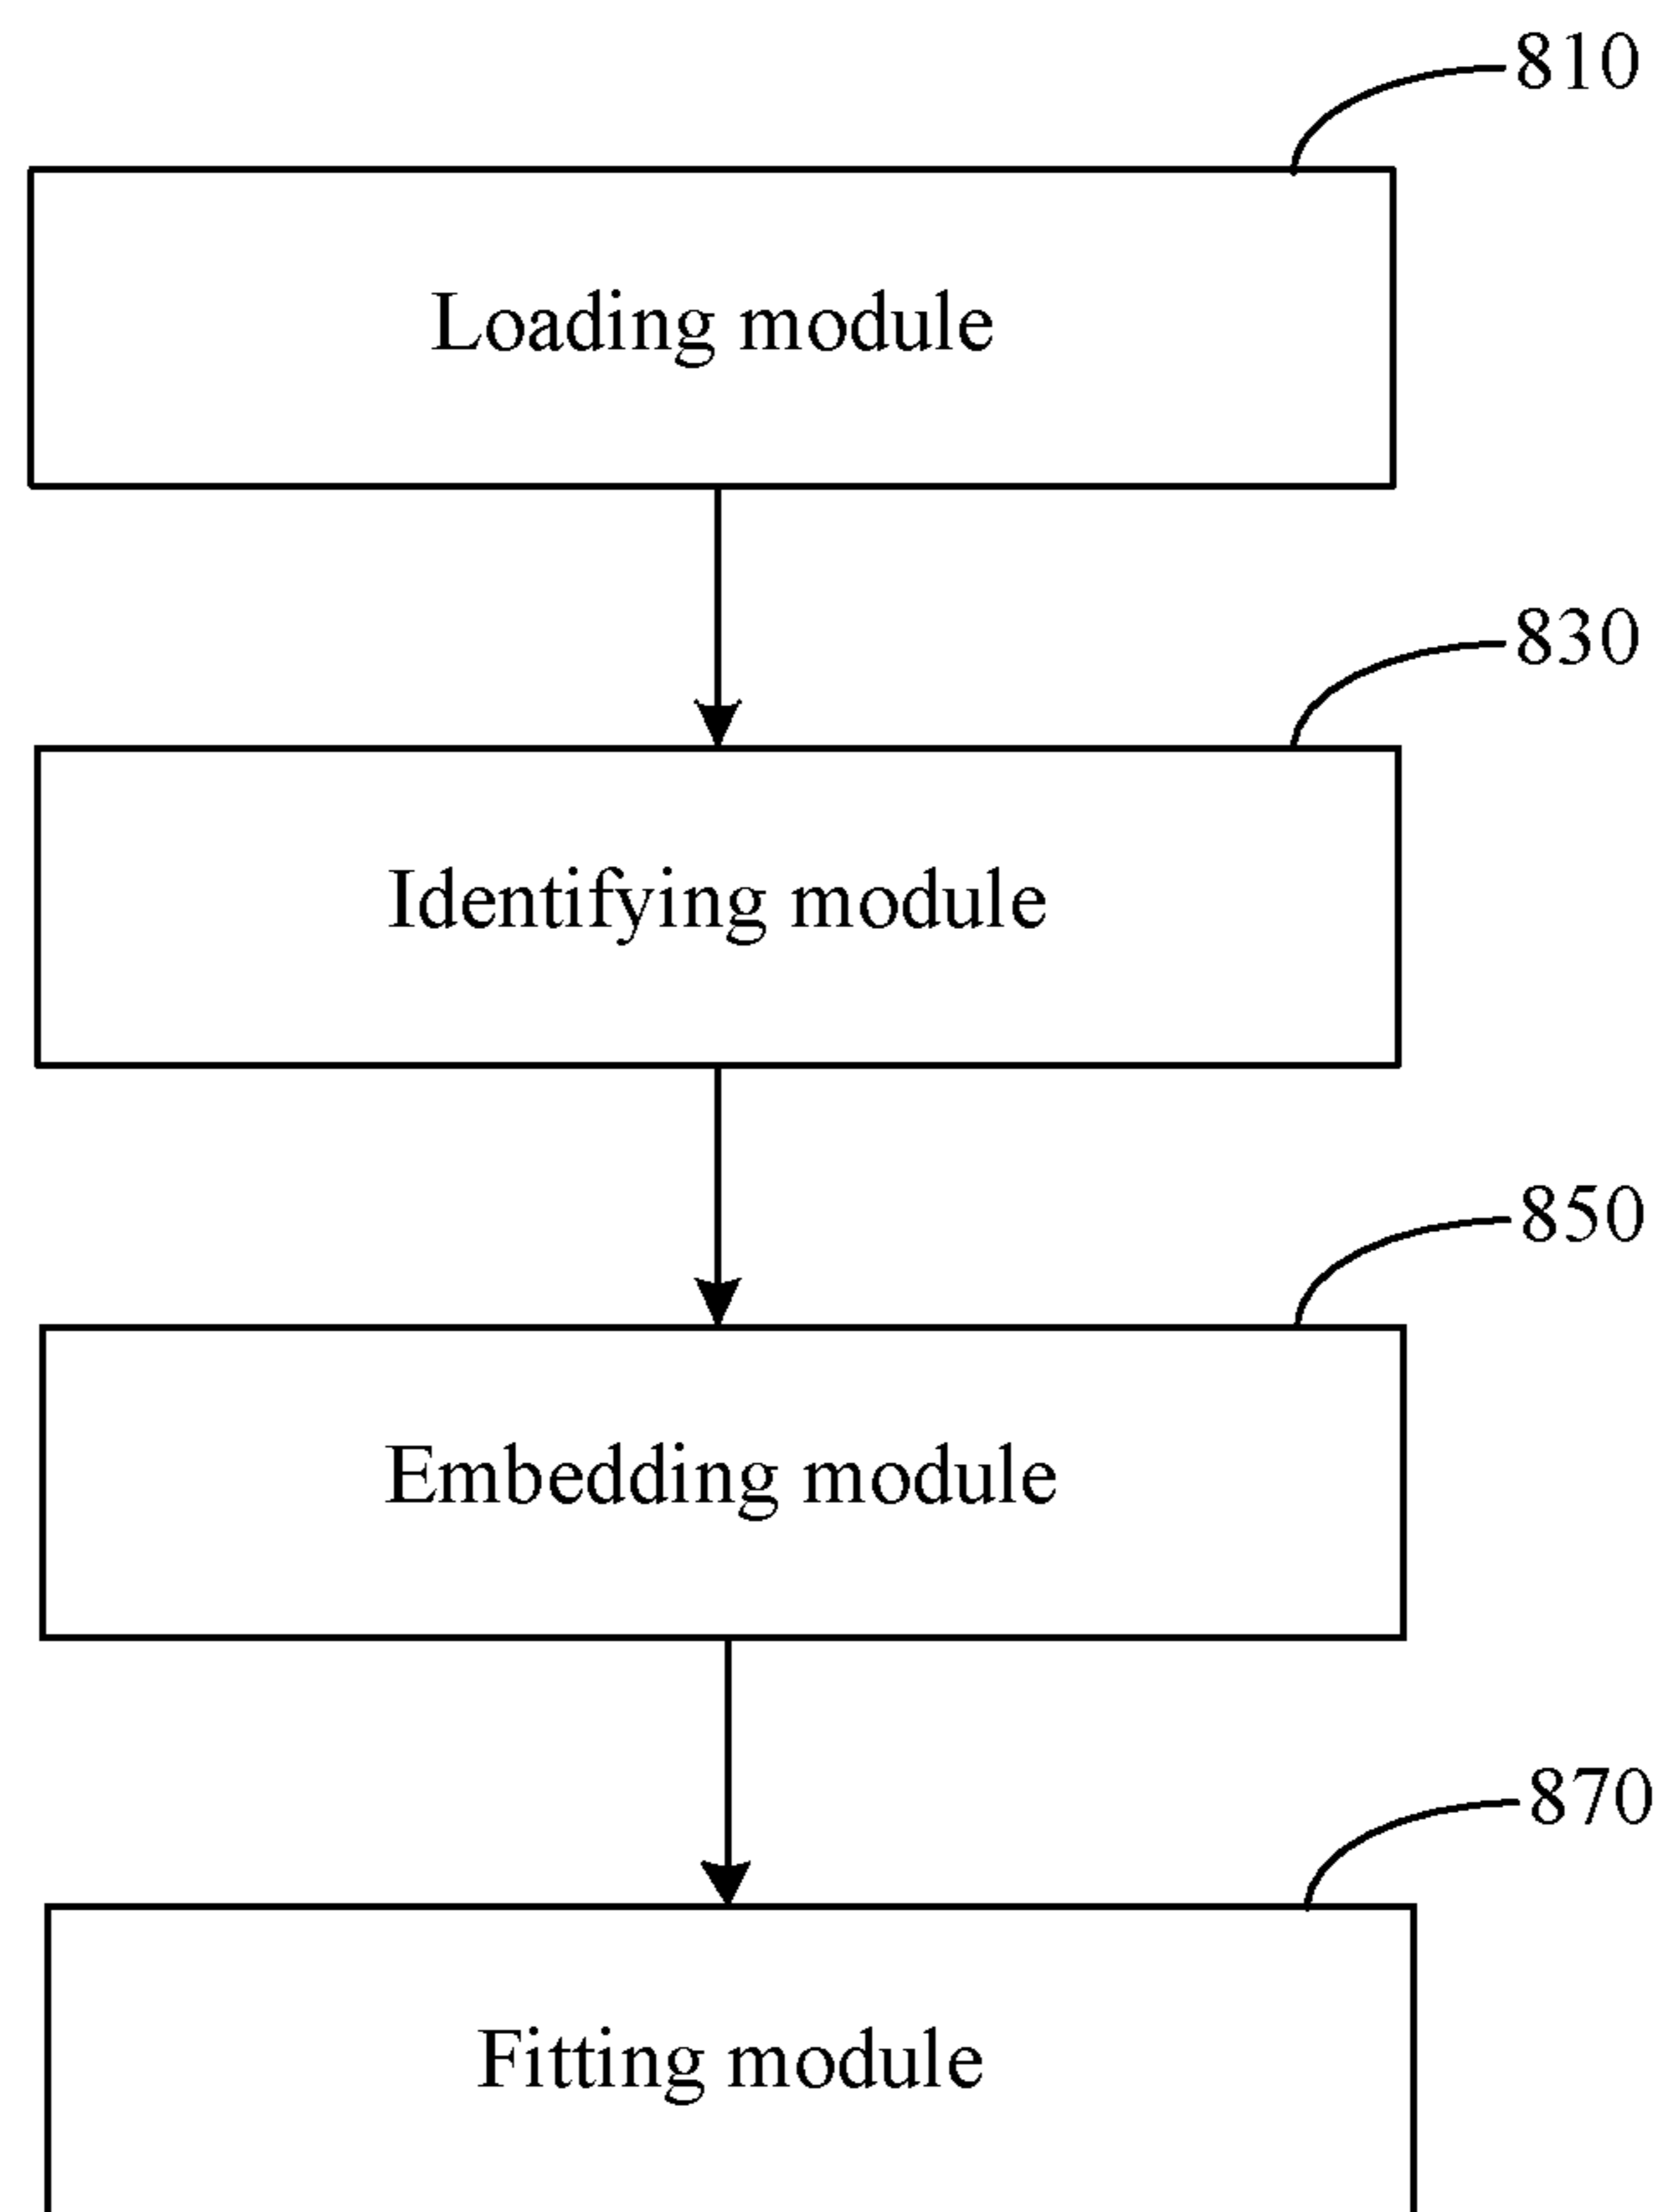 810
Loading module
830
Identifying module
850
Embedding module
870
Fitting module